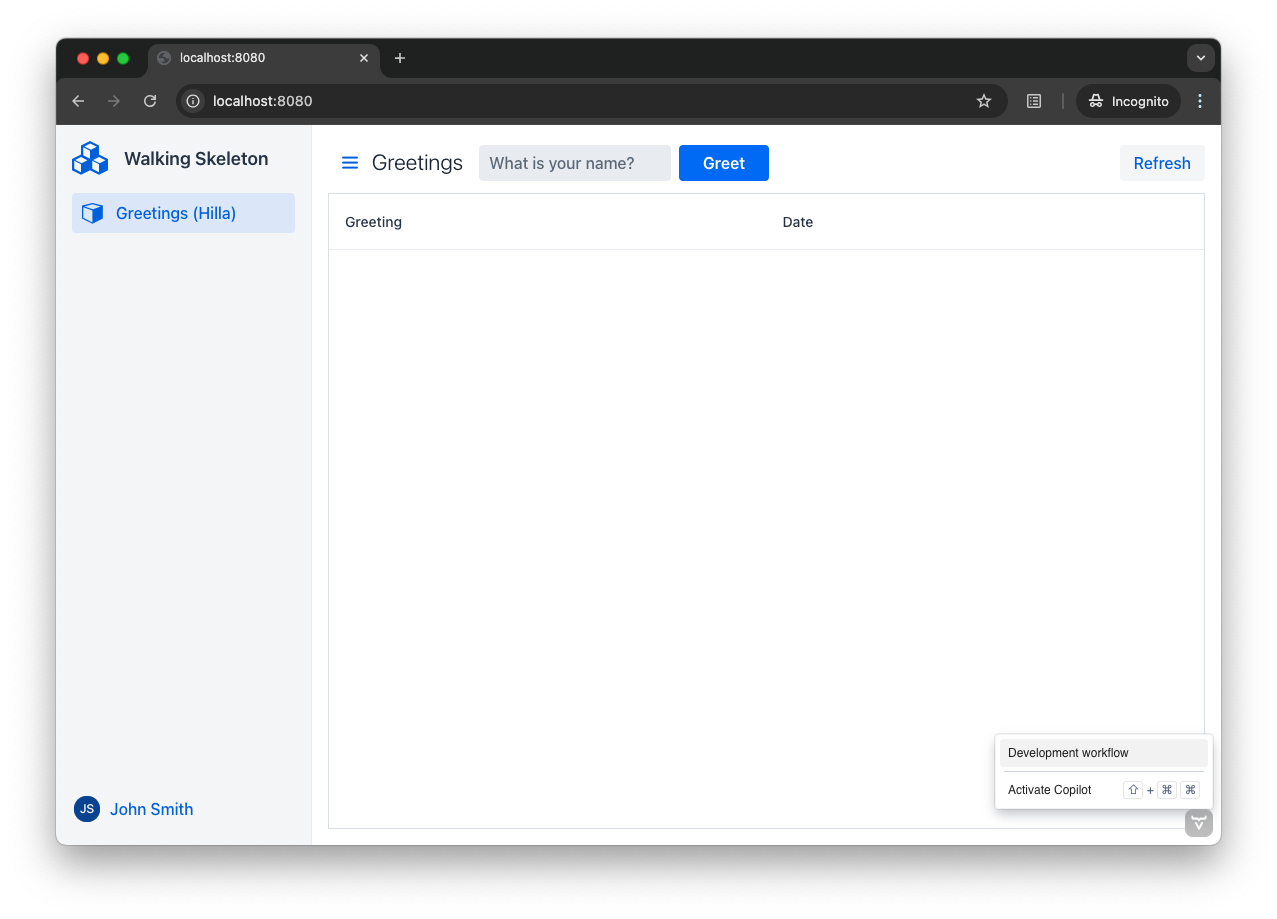 localhost:8080
localhost:8080
Incognito
Walking Skeleton
Greetings
What is your name?
Greet
Refresh
Greetings (Hilla)
Greeting
Date
Development workflow
Activate Copilot ⇧ + ⌘ ⌘
JS
John Smith